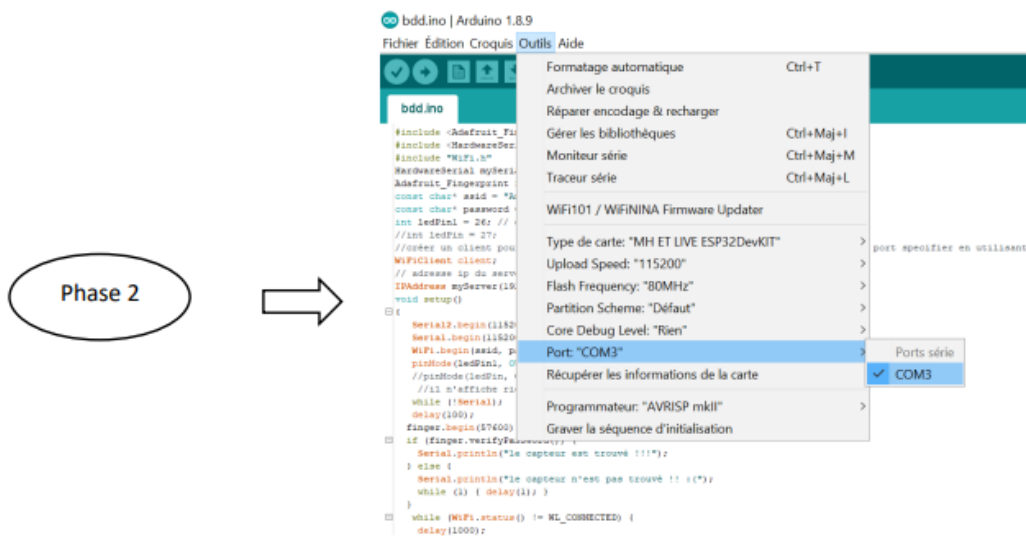 bdd.ino | Arduino 1.8.9
Fichier Édition Croquis Outils Aide
bdd.ino
Formatage automatique Ctrl+T
Archiver le croquis
Réparer encodage & recharger
Gérer les bibliothèques Ctrl+Maj+I
Moniteur série Ctrl+Maj+M
Traceur série Ctrl+Maj+L
WiFi101 / WiFiNINA Firmware Updater
Type de carte: "MH ET LIVE ESP32DevKIT"
Upload Speed: "115200"
Flash Frequency: "80MHz"
Partition Scheme: "Défaut"
Core Debug Level: "Rien"
Port: "COM3"
Récupérer les informations de la carte
Programmateur: "AVRISP mkII"
Graver la séquence d'initialisation
Ports série
COM3
Phase 2
#include <Adafruit_Fi
#include <HardwareSer
#include "WiFi.h"
HardwareSerial mySeri
Adafruit_Fingerprint
const char* ssid = "A
const char* password
int ledPin1 = 26; //
//int ledPin = 27;
//créer un client pou port specifier en utilisant
WiFiClient client;
// adresse ip du serv
IPAddress myServer(19
void setup()
{
Serial2.begin(1152
Serial.begin(11520
WiFi.begin(ssid, p
pinMode(ledPin1, O
//pinMode(ledPin,
//il n'affiche ri
while (!Serial);
delay(100);
finger.begin(57600)
if (finger.verifyPassword()) {
Serial.println("le capteur est trouvé !!!");
} else {
Serial.println("le capteur n'est pas trouvé !! :(");
while (1) { delay(1); }
}
while (WiFi.status() != WL_CONNECTED) {
delay(1000);